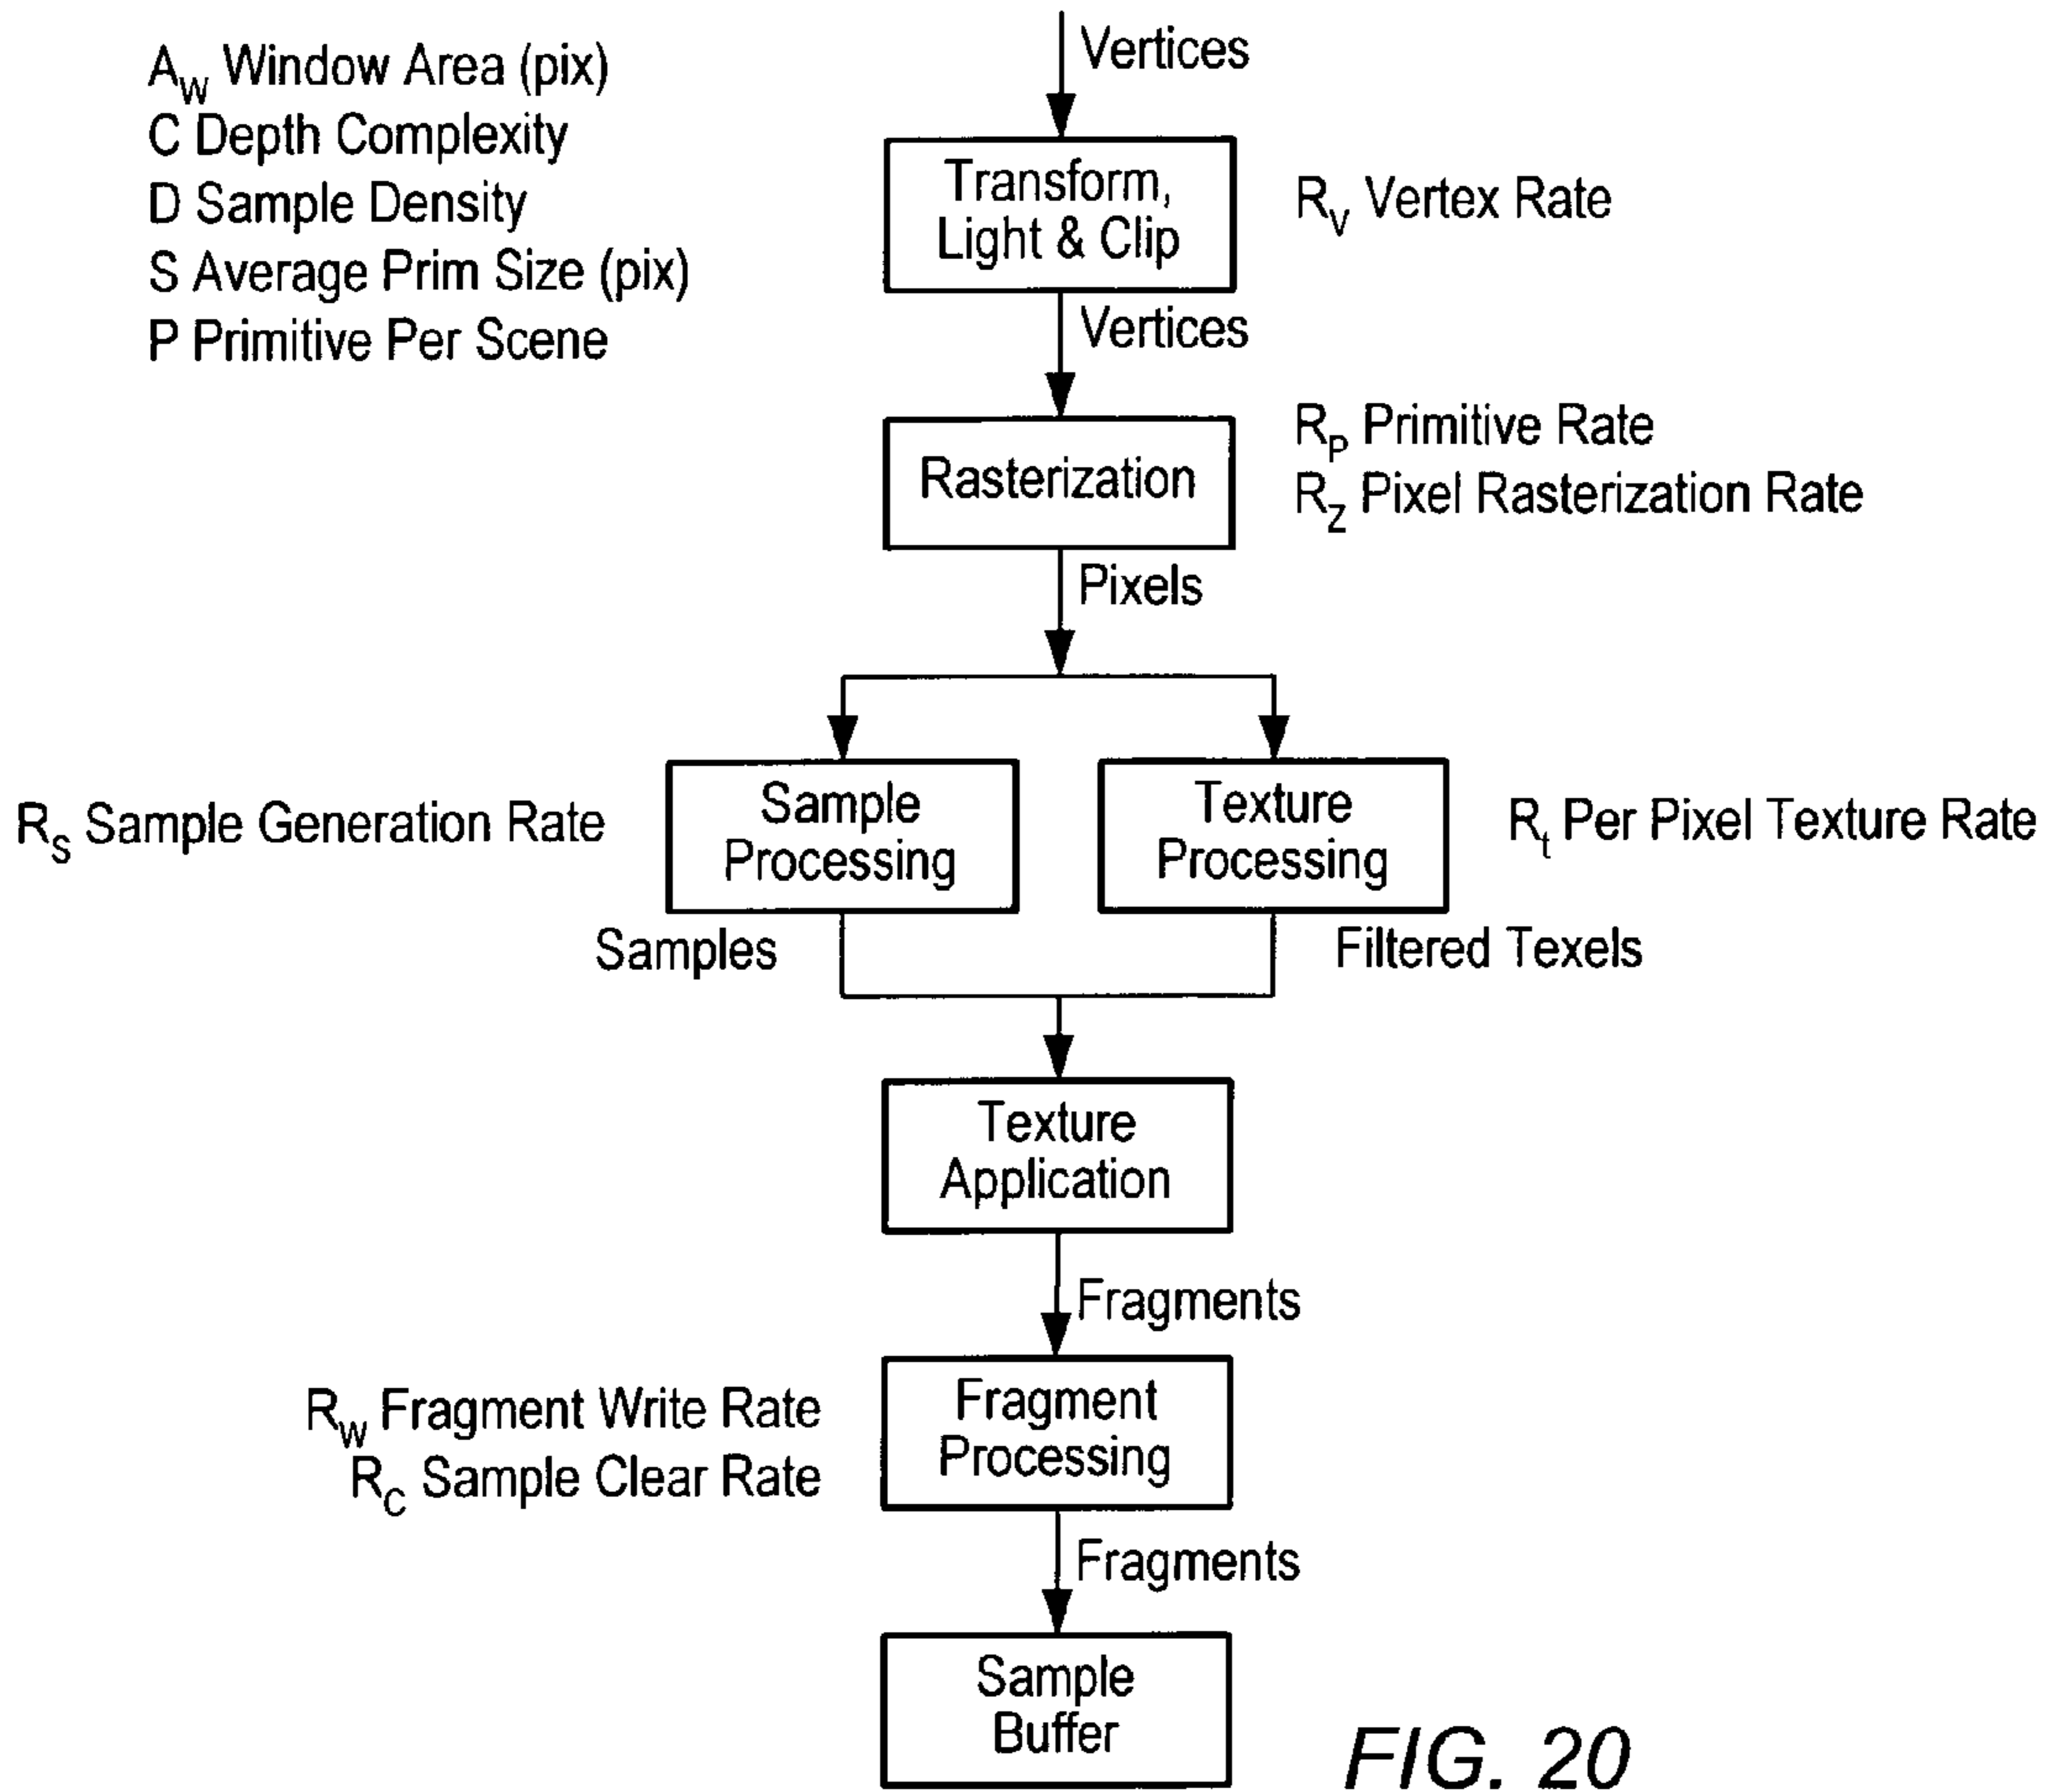 A_W Window Area (pix)
C Depth Complexity
D Sample Density
S Average Prim Size (pix)
P Primitive Per Scene
Vertices
Transform,
Light & Clip
R_V Vertex Rate
Vertices
Rasterization
R_P Primitive Rate
R_Z Pixel Rasterization Rate
Pixels
R_S Sample Generation Rate
Sample
Processing
Texture
Processing
R_t Per Pixel Texture Rate
Samples
Filtered Texels
Texture
Application
Fragments
R_W Fragment Write Rate
R_C Sample Clear Rate
Fragment
Processing
Fragments
Sample
Buffer
FIG. 20